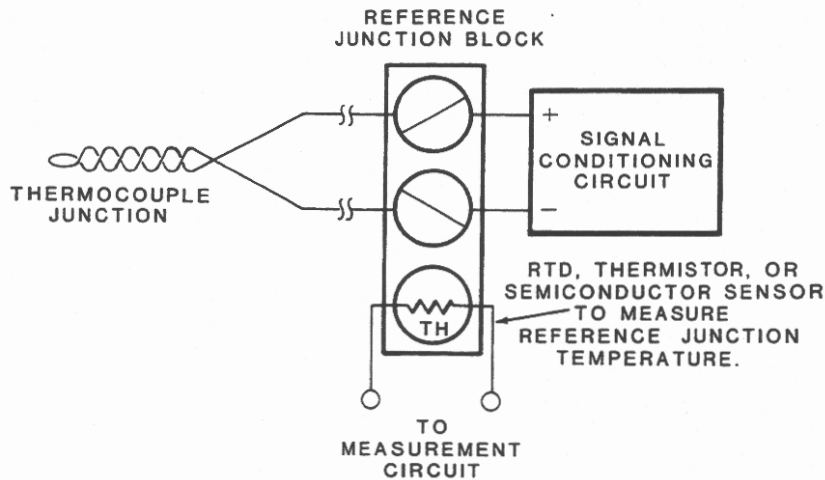 REFERENCE
JUNCTION BLOCK
+
SIGNAL
CONDITIONING
CIRCUIT
−
THERMOCOUPLE
JUNCTION
TH
RTD, THERMISTOR, OR
SEMICONDUCTOR SENSOR
TO MEASURE
REFERENCE JUNCTION
TEMPERATURE.
TO
MEASUREMENT
CIRCUIT